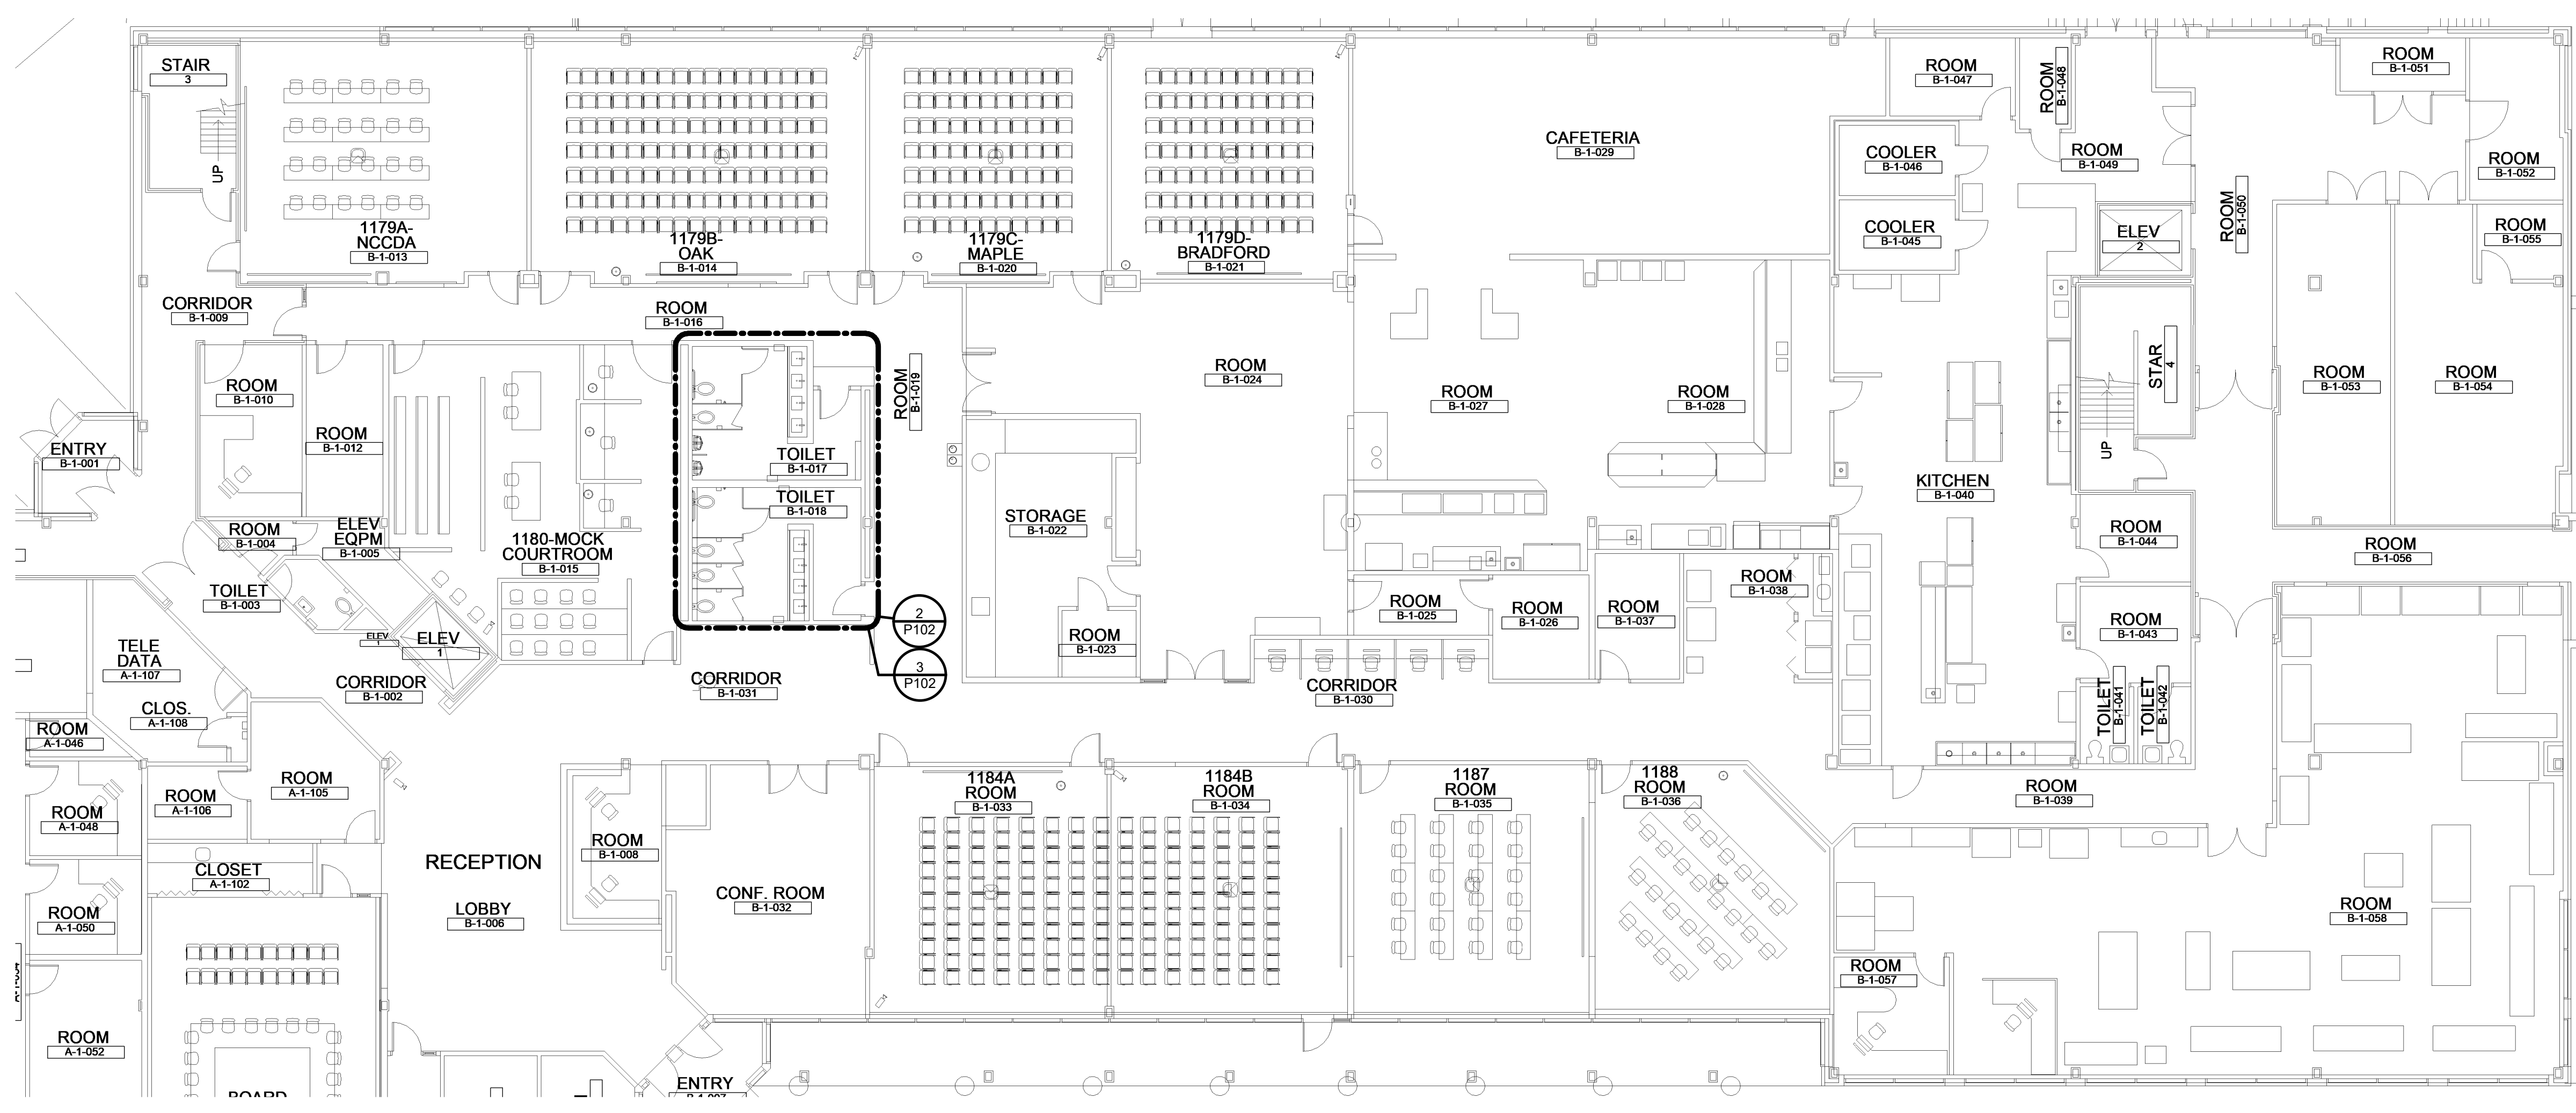 STAIR
3
1179A-
NCCDA
B-1-013
1179B-
OAK
B-1-014
1179C-
MAPLE
B-1-020
1179D-
BRADFORD
B-1-021
CAFETERIA
B-1-029
ROOM
B-1-047
ROOM
B-1-048
ROOM
B-1-049
COOLER
B-1-046
COOLER
B-1-045
ELEV
2
ROOM
B-1-050
ROOM
B-1-051
ROOM
B-1-052
ROOM
B-1-055
UP
CORRIDOR
B-1-009
ROOM
B-1-016
ROOM
B-1-010
ROOM
B-1-012
ENTRY
B-1-001
ROOM
B-1-004
ELEV
EQPM
B-1-005
1180-MOCK
COURTROOM
B-1-015
TOILET
B-1-017
TOILET
B-1-018
ROOM
B-1-019
2
P102
3
P102
STORAGE
B-1-022
ROOM
B-1-023
ROOM
B-1-024
ROOM
B-1-027
ROOM
B-1-028
ROOM
B-1-025
ROOM
B-1-026
ROOM
B-1-037
ROOM
B-1-038
KITCHEN
B-1-040
STAR
4
UP
ROOM
B-1-053
ROOM
B-1-054
ROOM
B-1-044
ROOM
B-1-043
ROOM
B-1-056
TOILET
B-1-041
TOILET
B-1-042
TOILET
B-1-003
ELEV
1
ELEV
1
TELE
DATA
A-1-107
CORRIDOR
B-1-002
CORRIDOR
B-1-031
CORRIDOR
B-1-030
CLOS.
A-1-108
ROOM
A-1-046
ROOM
A-1-048
ROOM
A-1-106
ROOM
A-1-105
CLOSET
A-1-102
ROOM
A-1-050
ROOM
A-1-052
RECEPTION
LOBBY
B-1-006
ROOM
B-1-008
CONF. ROOM
B-1-032
1184A
ROOM
B-1-033
1184B
ROOM
B-1-034
1187
ROOM
B-1-035
1188
ROOM
B-1-036
ROOM
B-1-039
ROOM
B-1-058
ROOM
B-1-057
BOARD
ENTRY
B-1-007